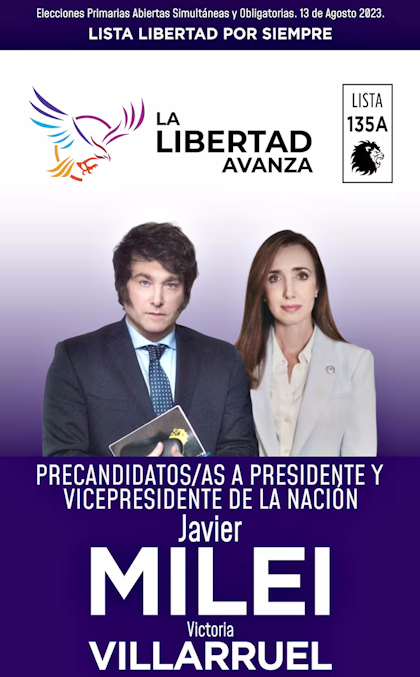 Elecciones Primarias Abiertas Simultáneas y Obligatorias. 13 de Agosto 2023.
LISTA LIBERTAD POR SIEMPRE
LA
LIBERTAD
AVANZA
LISTA
135A
PRECANDIDATOS/AS A PRESIDENTE Y
VICEPRESIDENTE DE LA NACIÓN
Javier
MILEI
Victoria
VILLARRUEL